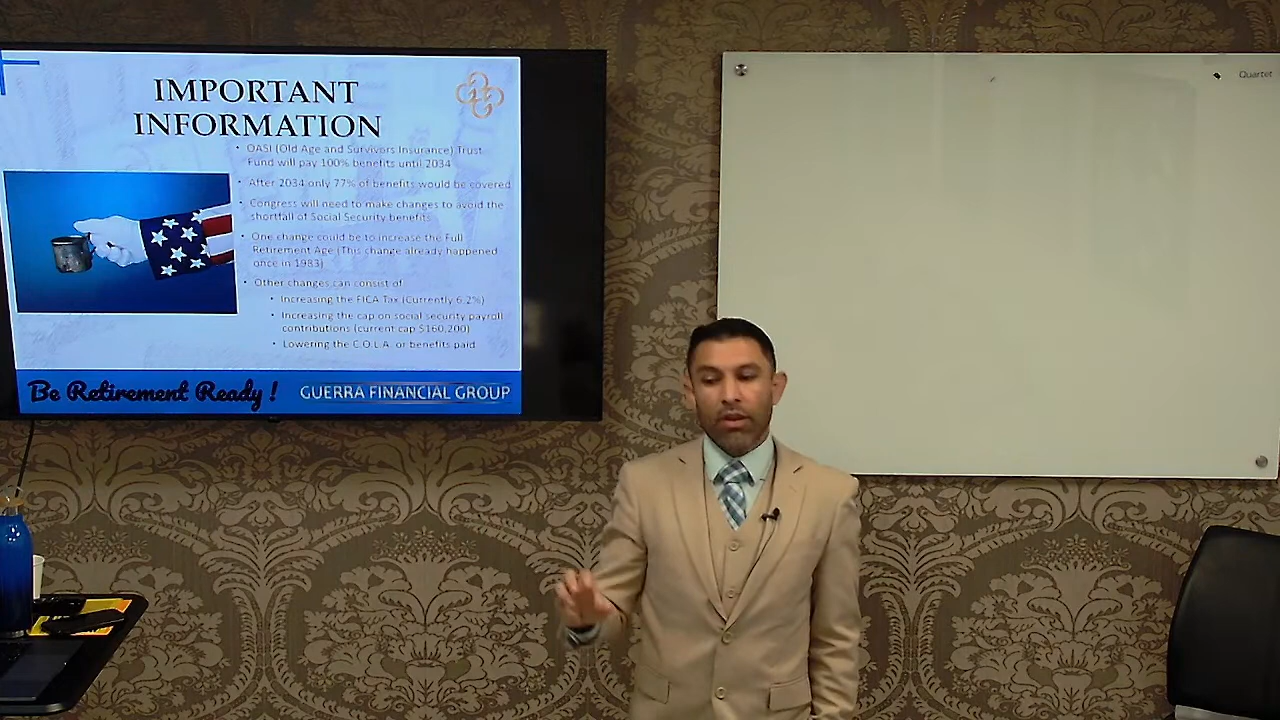 IMPORTANT
INFORMATION
• OASI (Old Age and Survivors Insurance) Trust
Fund will pay 100% benefits until 2034
• After 2034 only 77% of benefits would be covered
• Congress will need to make changes to avoid the
shortfall of Social Security benefits
• One change could be to increase the Full
Retirement Age (This change already happened
once in 1983)
• Other changes can consist of
• Increasing the FICA Tax (Currently 6.2%)
• Increasing the cap on social security payroll
contributions (current cap $160,200)
• Lowering the C.O.L.A. or benefits paid
Be Retirement Ready !
GUERRA FINANCIAL GROUP
Quartet